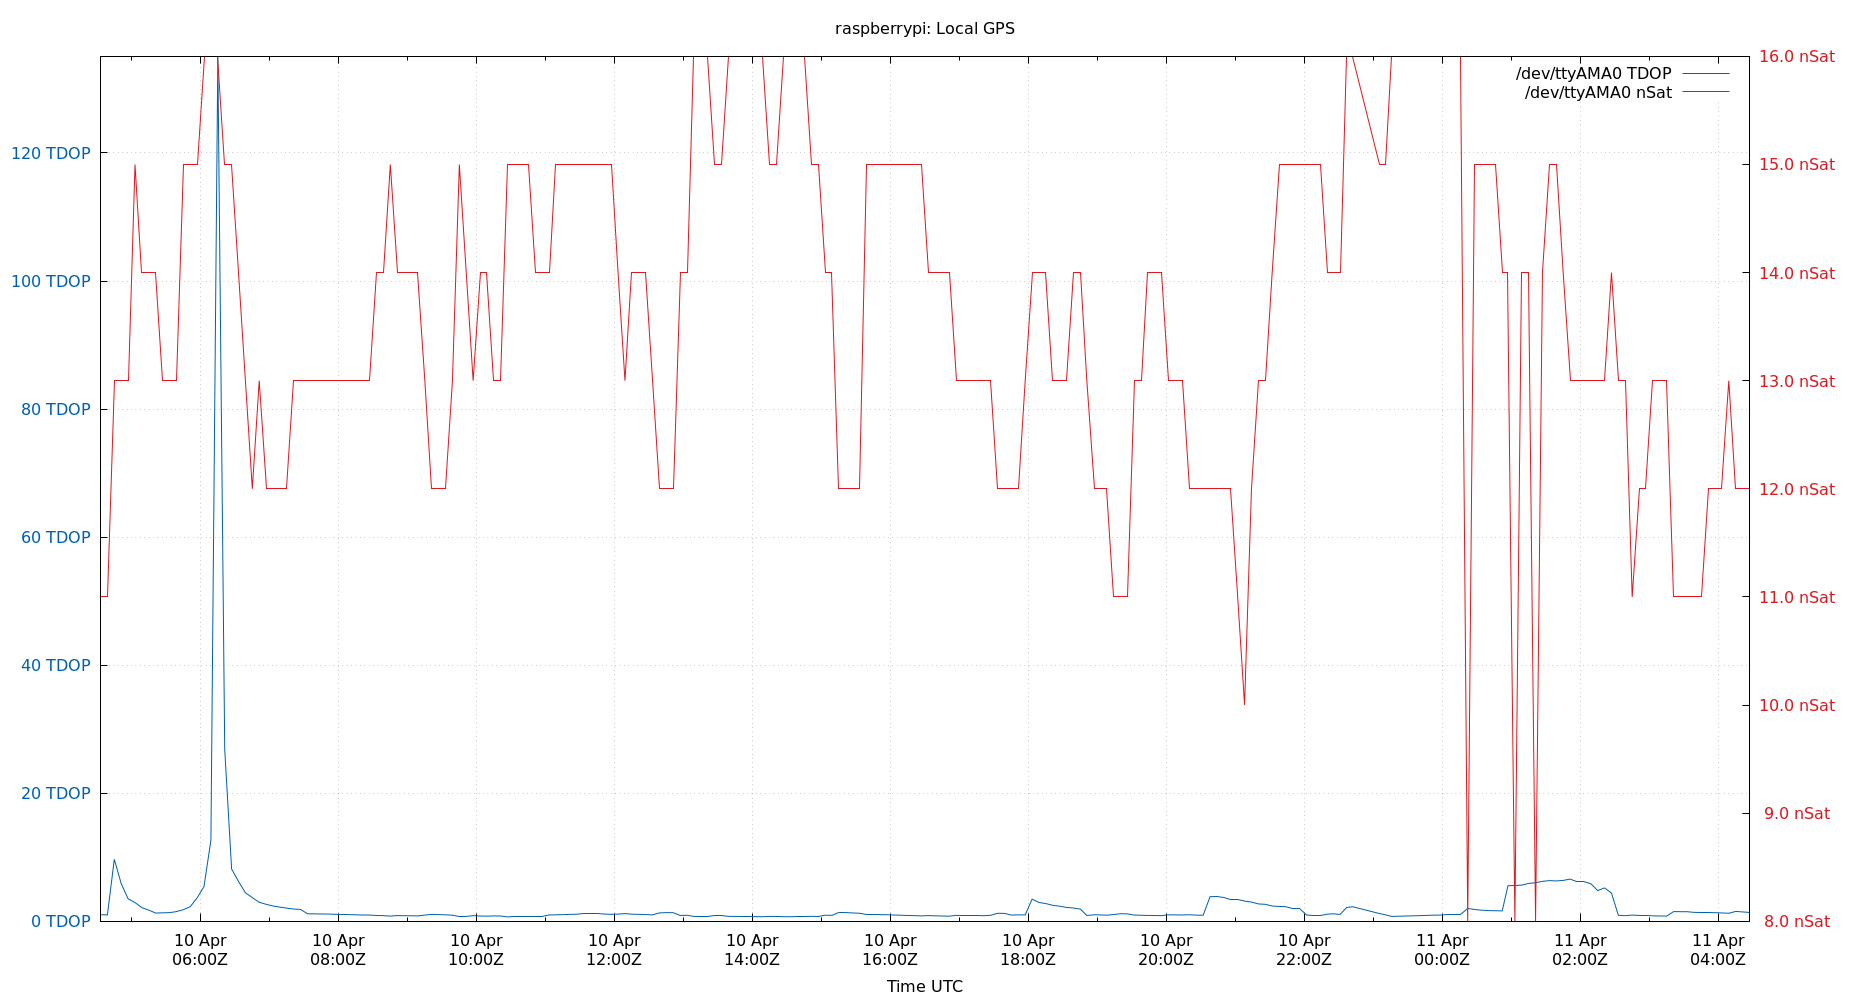 raspberrypi: Local GPS
/dev/ttyAMA0 TDOP
/dev/ttyAMA0 nSat
120 TDOP
100 TDOP
80 TDOP
60 TDOP
40 TDOP
20 TDOP
0 TDOP
16.0 nSat
15.0 nSat
14.0 nSat
13.0 nSat
12.0 nSat
11.0 nSat
10.0 nSat
9.0 nSat
8.0 nSat
10 Apr 10 Apr 10 Apr 10 Apr 10 Apr 10 Apr 10 Apr 10 Apr 10 Apr 11 Apr 11 Apr 11 Apr
06:00Z 08:00Z 10:00Z 12:00Z 14:00Z 16:00Z 18:00Z 20:00Z 22:00Z 00:00Z 02:00Z 04:00Z
Time UTC